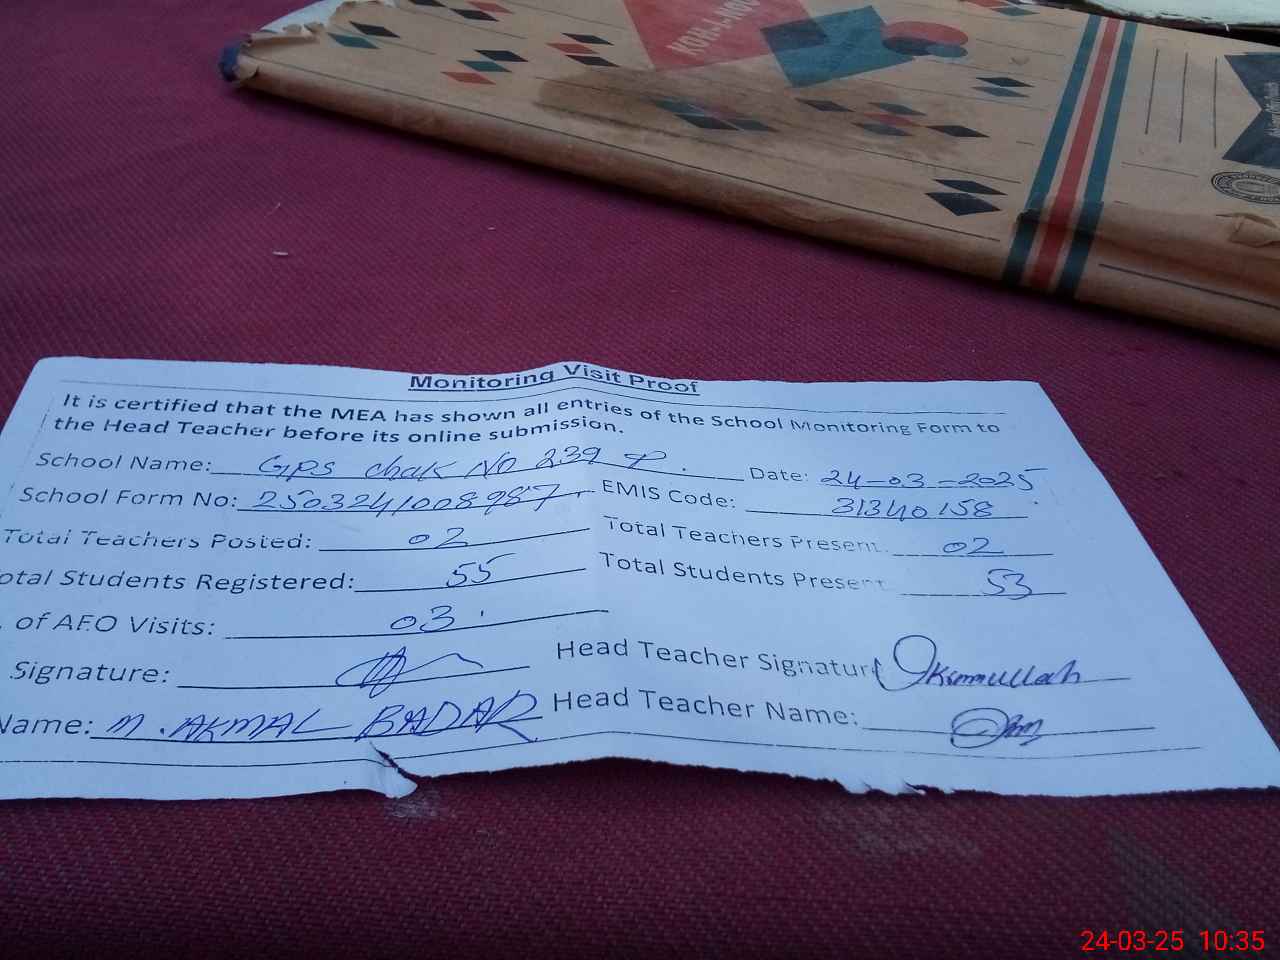 KOH-I-NOOR
Monitoring Visit Proof
It is certified that the MEA has shown all entries of the School Monitoring Form to
the Head Teacher before its online submission.
School Name: GPS chak No 239 P. Date: 24-03-2025
School Form No: 2503241008987. EMIS Code: 31340158
Total Teachers Posted: 02 Total Teachers Present: 02
otal Students Registered: 55 Total Students Present 53
. of AEO Visits: 03
Signature: Head Teacher Signature
Name: M. AKMAL BADAR Head Teacher Name:
24-03-25 10:35